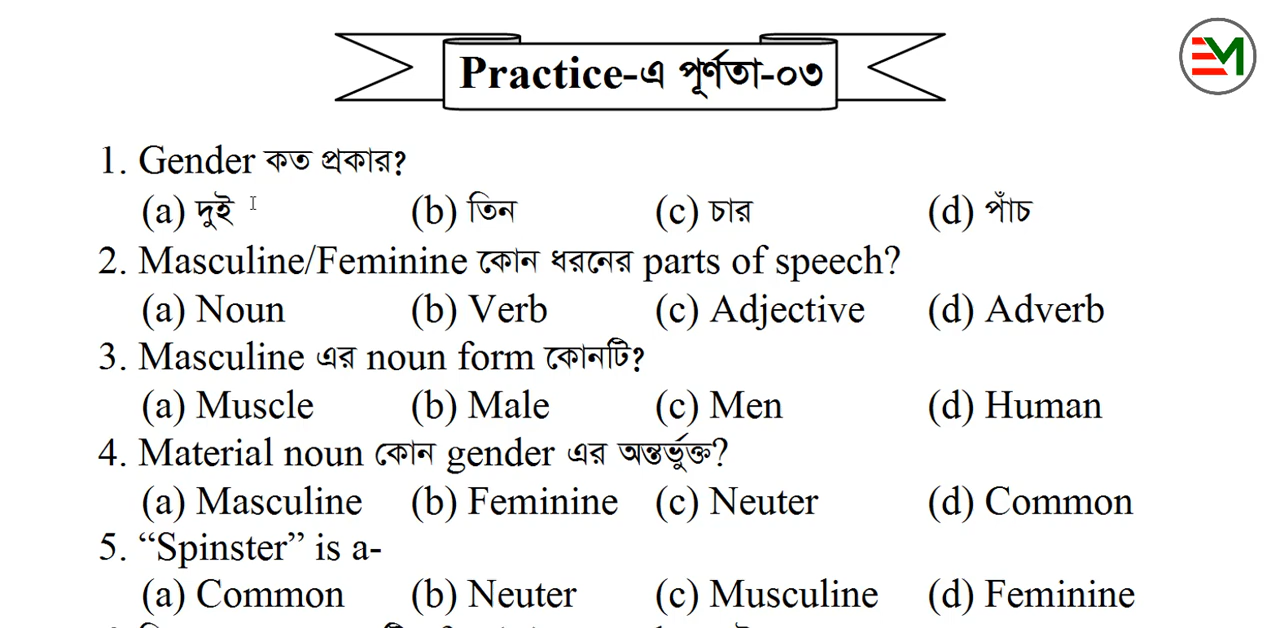 Practice-এ পূর্ণতা-০৩
EM
1. Gender কত প্রকার?
(a) দুই (b) তিন (c) চার (d) পাঁচ
2. Masculine/Feminine কোন ধরনের parts of speech?
(a) Noun (b) Verb (c) Adjective (d) Adverb
3. Masculine এর noun form কোনটি?
(a) Muscle (b) Male (c) Men (d) Human
4. Material noun কোন gender এর অন্তর্ভুক্ত?
(a) Masculine (b) Feminine (c) Neuter (d) Common
5. “Spinster” is a-
(a) Common (b) Neuter (c) Musculine (d) Feminine